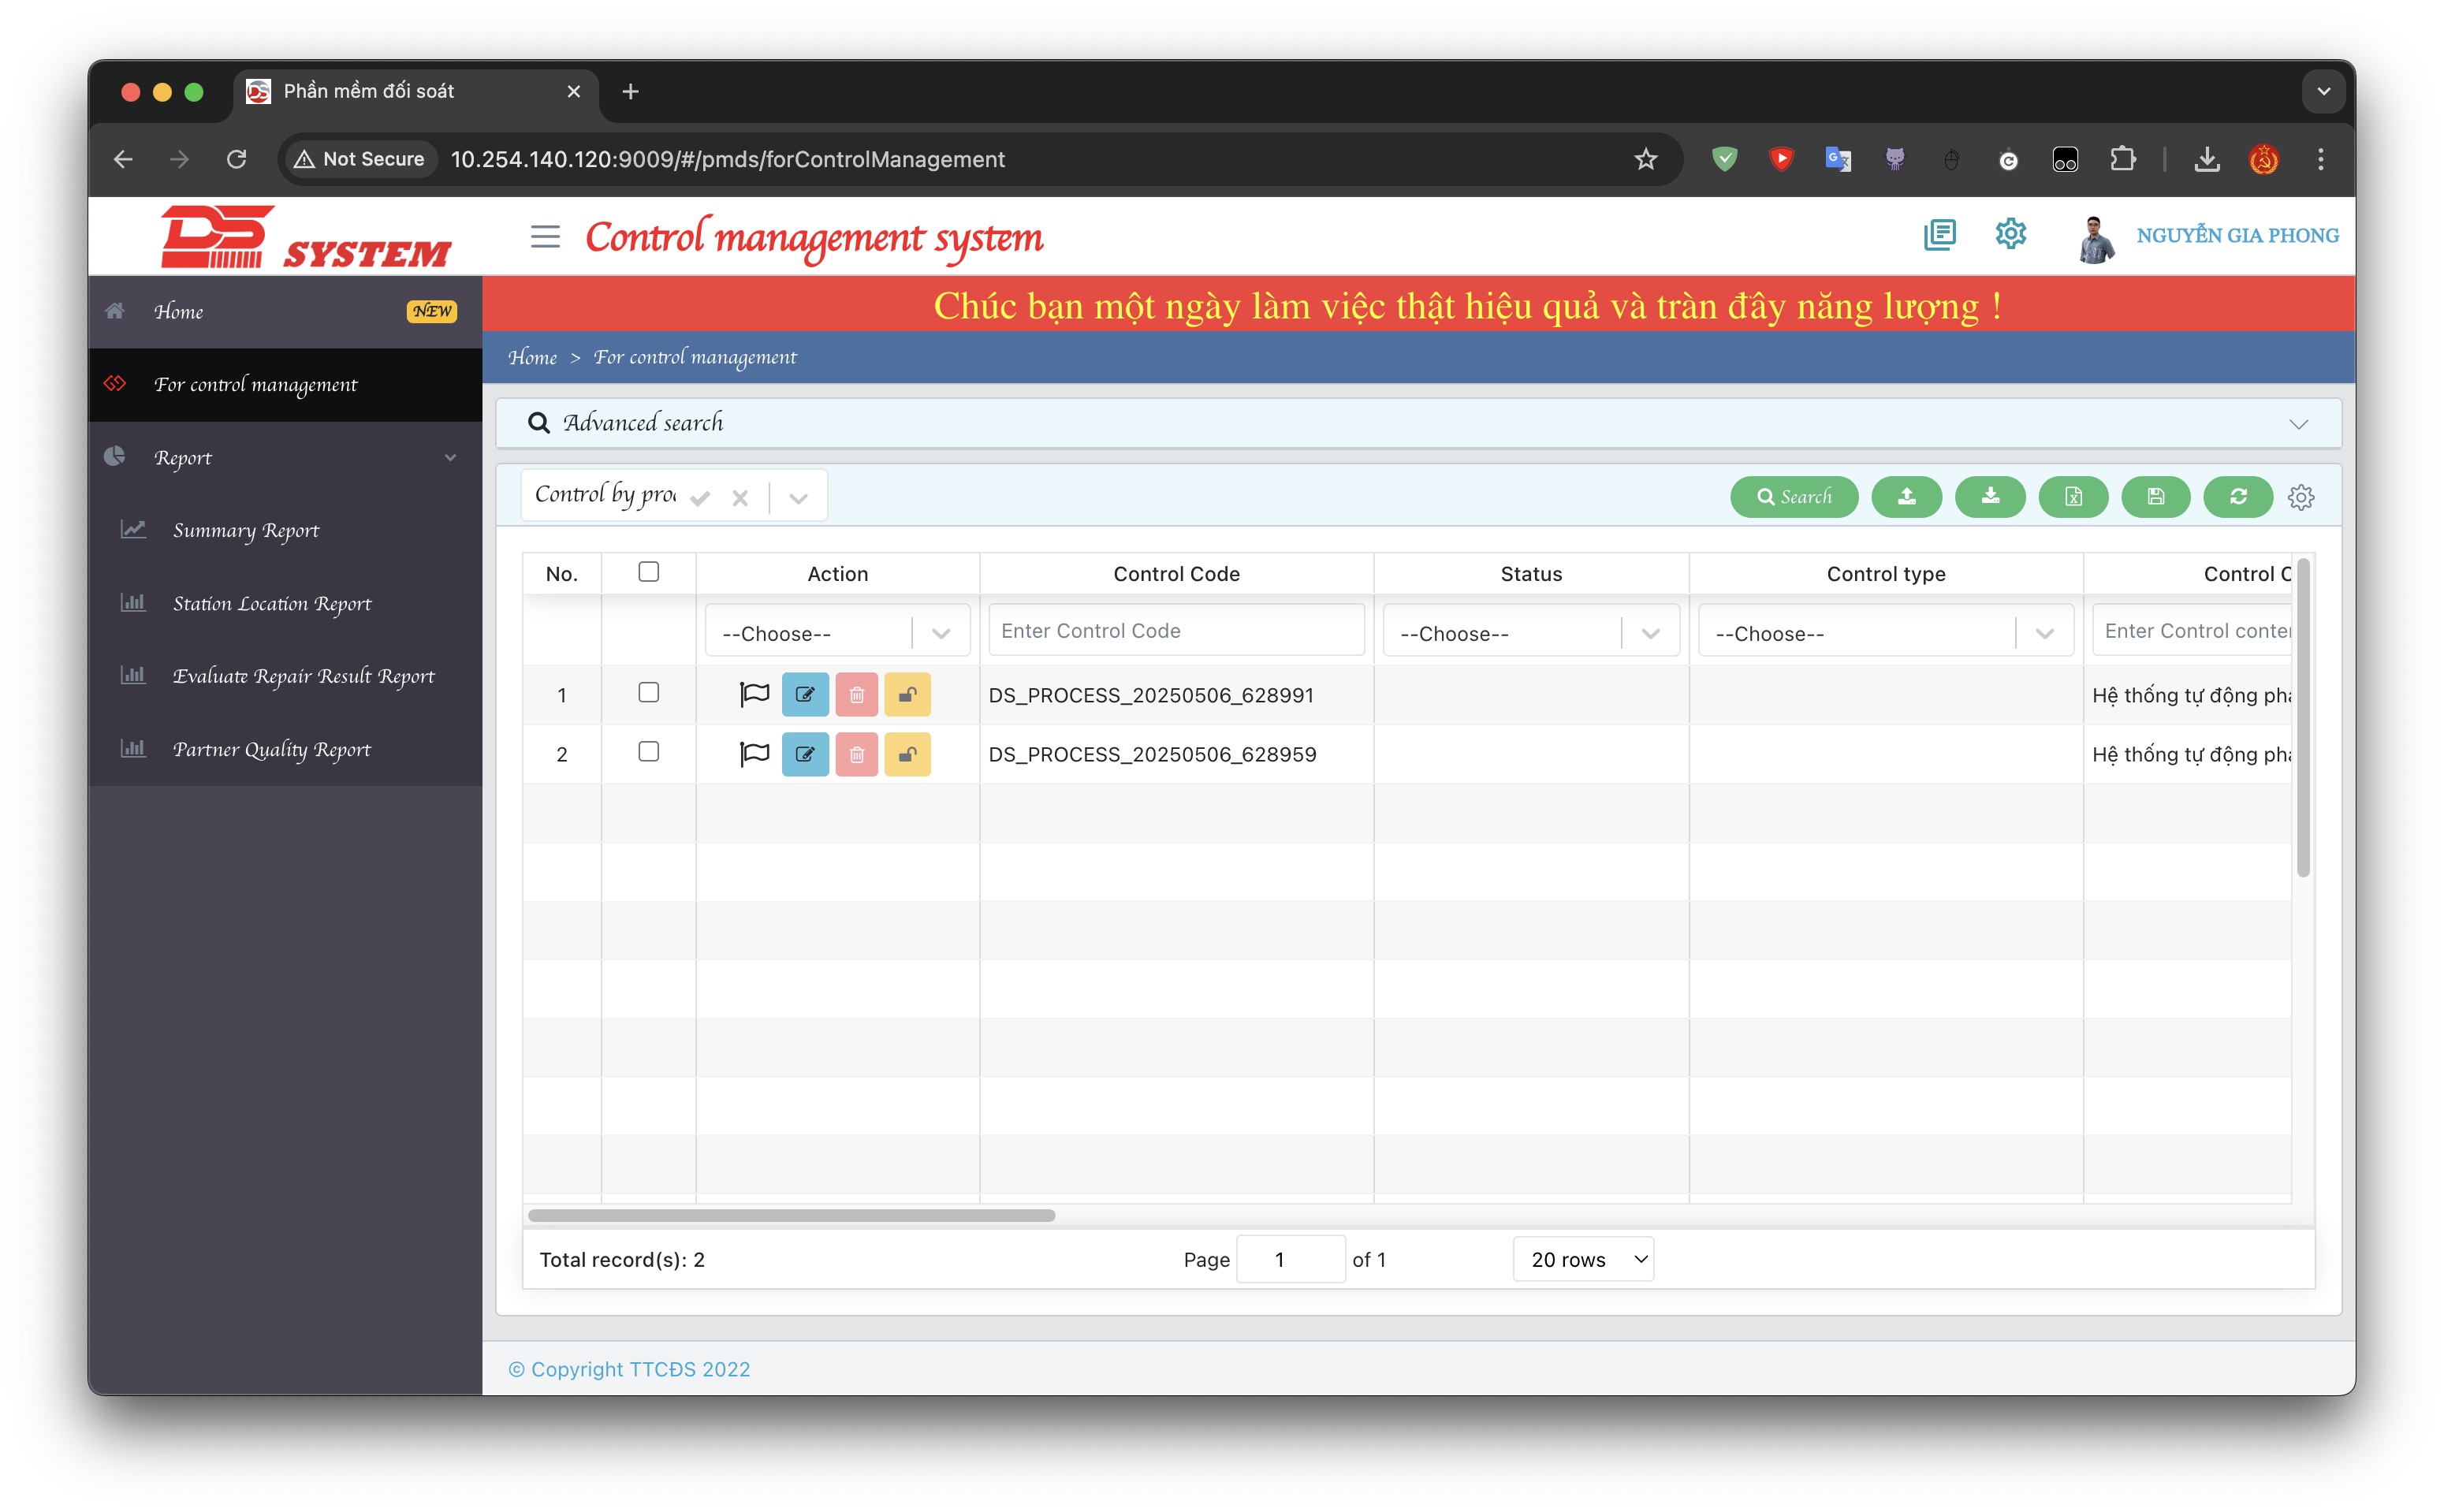 Phần mềm đối soát
Not Secure
10.254.140.120:9009/#/pmds/forControlManagement
DS SYSTEM
Control management system
NGUYỄN GIA PHONG
Home
NEW
For control management
Report
Summary Report
Station Location Report
Evaluate Repair Result Report
Partner Quality Report
Chúc bạn một ngày làm việc thật hiệu quả và tràn đây năng lượng !
Home > For control management
Advanced search
Control by proc
Search
No. Action Control Code Status Control type Control C
--Choose-- Enter Control Code --Choose-- --Choose-- Enter Control conter
1 DS_PROCESS_20250506_628991 Hệ thống tự động phá
2 DS_PROCESS_20250506_628959 Hệ thống tự động phá
Total record(s): 2
Page 1 of 1
20 rows
© Copyright TTCĐS 2022